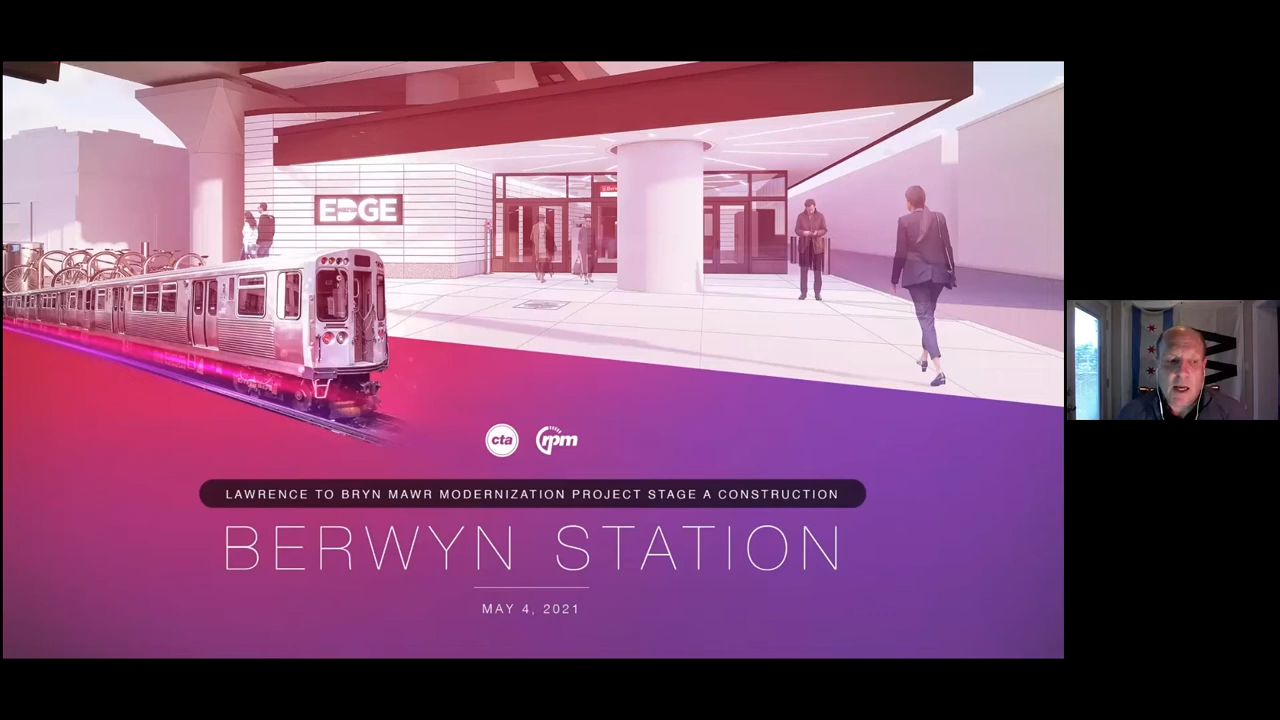 EDGE
cta
rpm
LAWRENCE TO BRYN MAWR MODERNIZATION PROJECT STAGE A CONSTRUCTION
BERWYN STATION
MAY 4, 2021